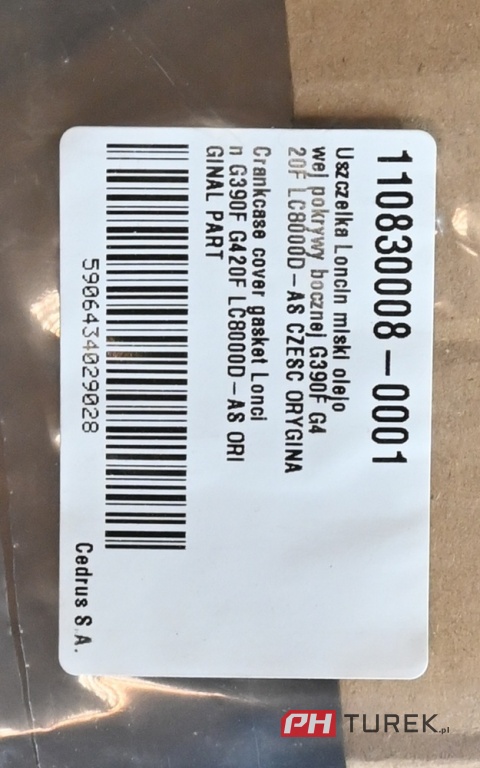 110830008-0001
Uszczelka Loncin miski olejo
wej pokrywy bocznej G390F G4
20F LC8000D-AS CZESC ORYGINA
Crankcase cover gasket Lonci
n G390F G420F LC8000D-AS ORI
GINAL PART
5906434029028
Cedrus S.A.
PH TUREK.pl